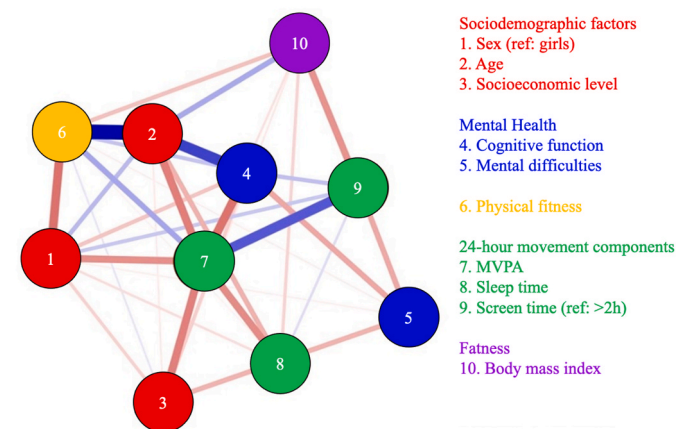 10
6
2
4
9
1
7
5
8
3
Sociodemographic factors
1. Sex (ref: girls)
2. Age
3. Socioeconomic level
Mental Health
4. Cognitive function
5. Mental difficulties
6. Physical fitness
24-hour movement components
7. MVPA
8. Sleep time
9. Screen time (ref: >2h)
Fatness
10. Body mass index